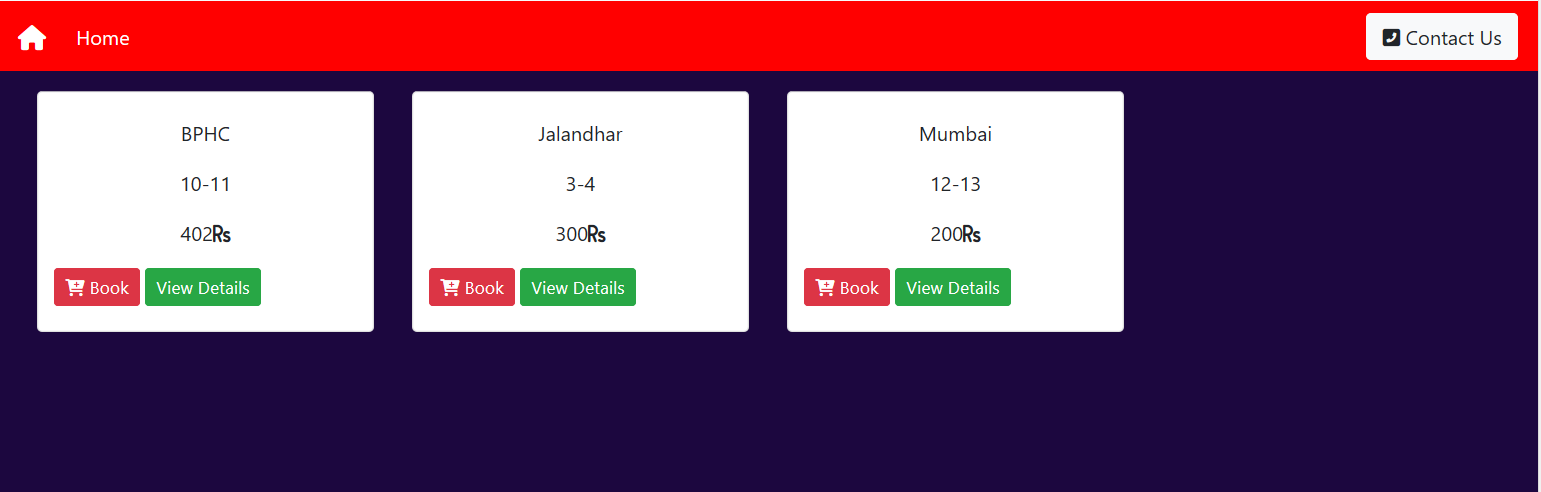 Home
Contact Us
BPHC
10-11
402₨
Book View Details
Jalandhar
3-4
300₨
Book View Details
Mumbai
12-13
200₨
Book View Details